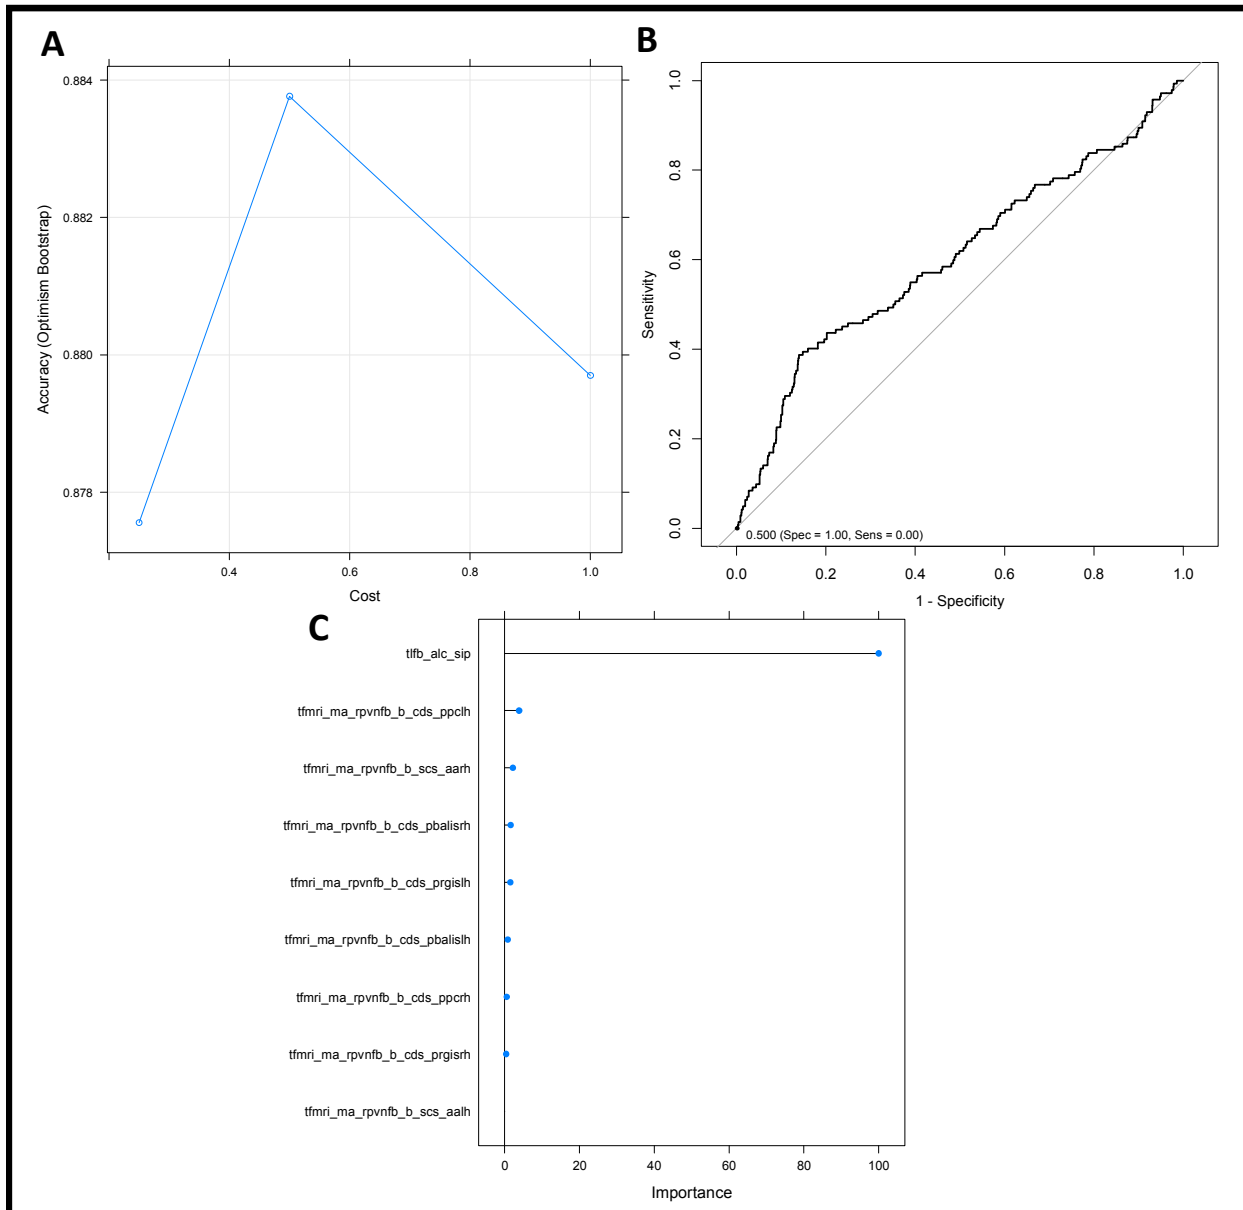 A
0.884
0.882
0.880
0.878
Accuracy (Optimism Bootstrap)
0.4 0.6 0.8 1.0
Cost
B
1.0
0.8
0.6
0.4
0.2
0.0
Sensitivity
0.500 (Spec = 1.00, Sens = 0.00)
0.0 0.2 0.4 0.6 0.8 1.0
1 - Specificity
C
tlfb_alc_sip
tfmri_ma_rpvnfb_b_cds_ppclh
tfmri_ma_rpvnfb_b_scs_aarh
tfmri_ma_rpvnfb_b_cds_pbalisrh
tfmri_ma_rpvnfb_b_cds_prgislh
tfmri_ma_rpvnfb_b_cds_pbalislh
tfmri_ma_rpvnfb_b_cds_ppcrh
tfmri_ma_rpvnfb_b_cds_prgisrh
tfmri_ma_rpvnfb_b_scs_aalh
0 20 40 60 80 100
Importance